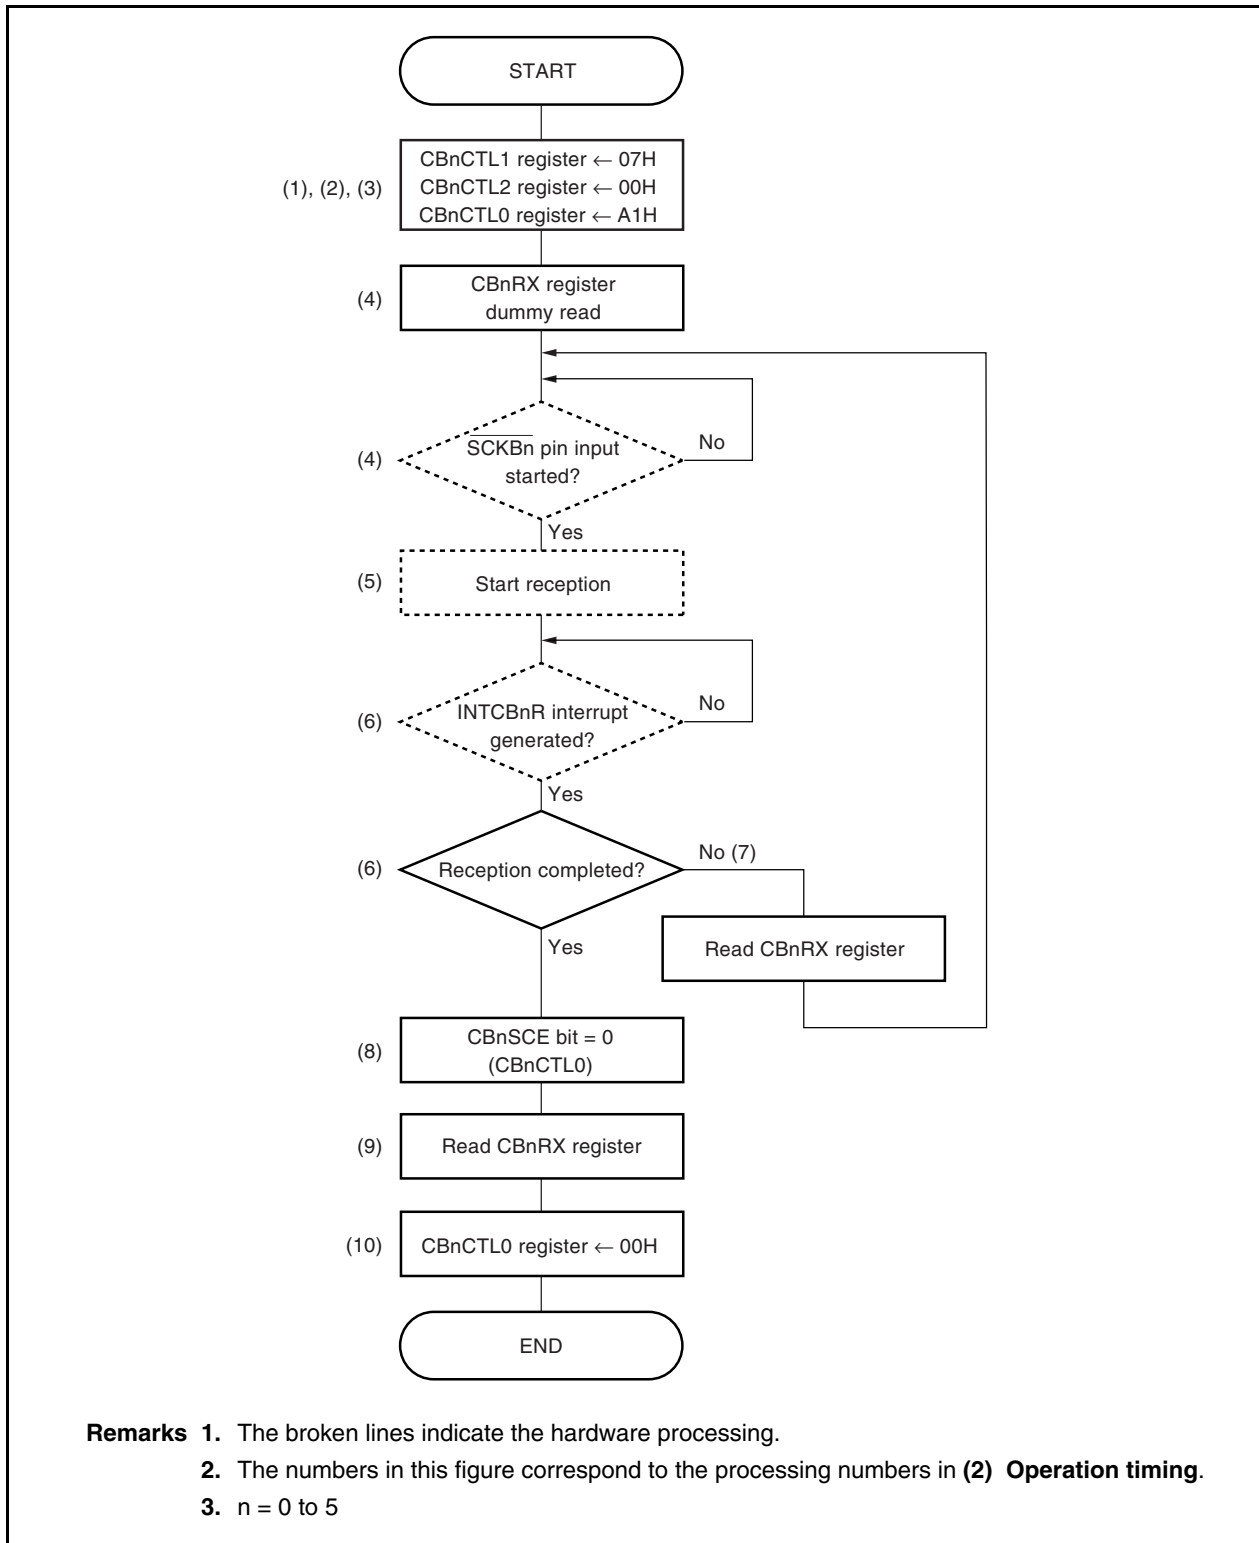 START
(1), (2), (3)
CBnCTL1 register ← 07H
CBnCTL2 register ← 00H
CBnCTL0 register ← A1H
(4)
CBnRX register
dummy read
(4)
SCKBn pin input
started?
No
Yes
(5)
Start reception
(6)
INTCBnR interrupt
generated?
No
Yes
(6)
Reception completed?
No (7)
Read CBnRX register
Yes
(8)
CBnSCE bit = 0
(CBnCTL0)
(9)
Read CBnRX register
(10)
CBnCTL0 register ← 00H
END
Remarks 1. The broken lines indicate the hardware processing.
2. The numbers in this figure correspond to the processing numbers in (2) Operation timing.
3. n = 0 to 5